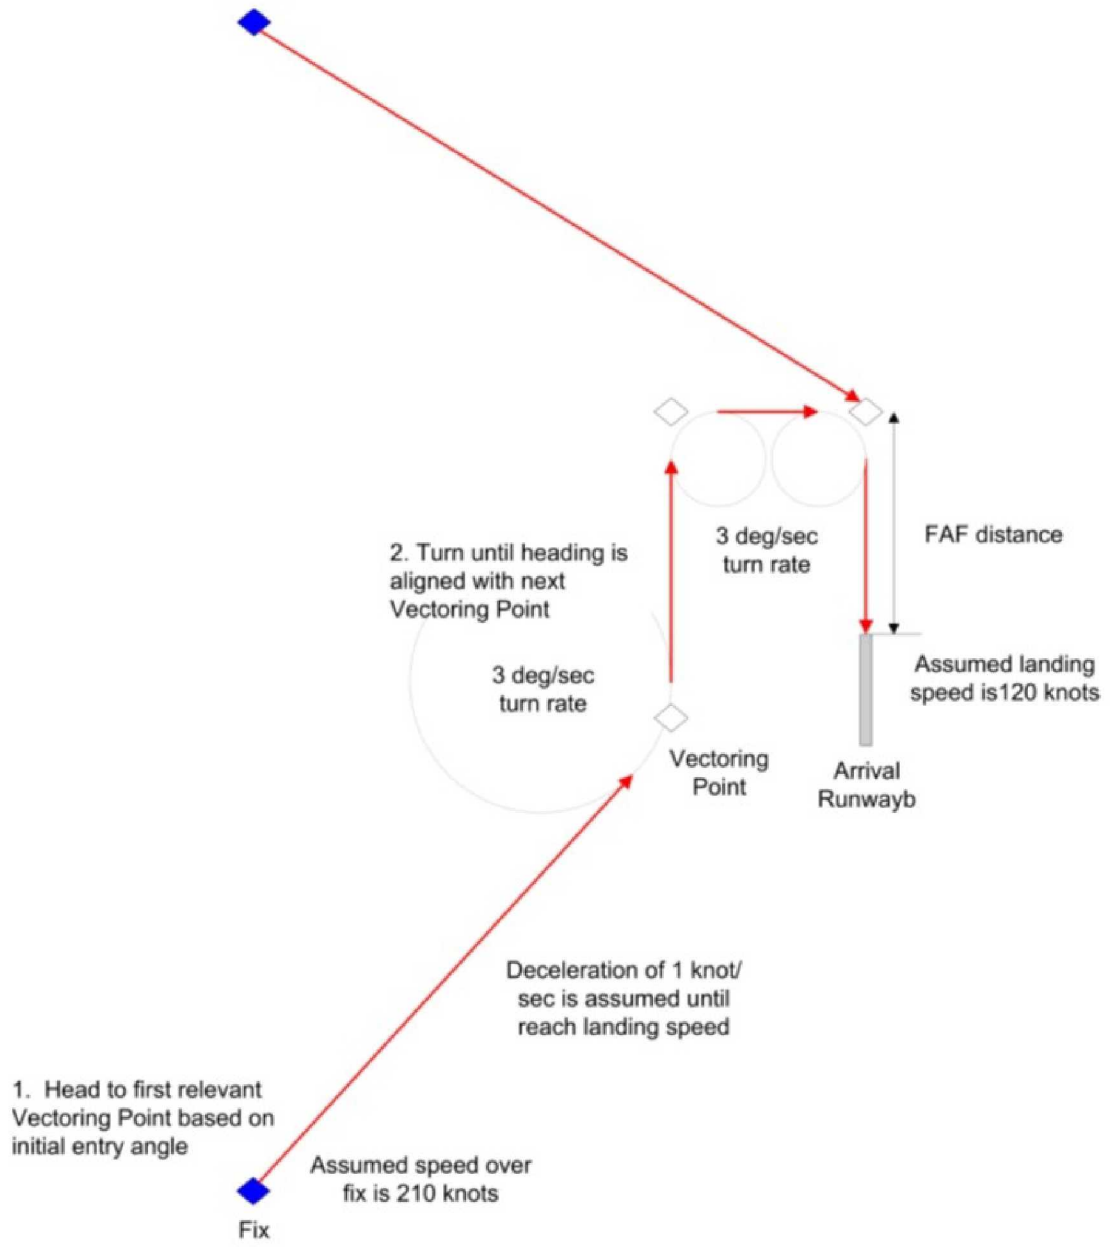 2. Turn until heading is
aligned with next
Vectoring Point
3 deg/sec
turn rate
FAF distance
3 deg/sec
turn rate
Assumed landing
speed is120 knots
Vectoring
Point
Arrival
Runwayb
Deceleration of 1 knot/
sec is assumed until
reach landing speed
1. Head to first relevant
Vectoring Point based on
initial entry angle
Assumed speed over
fix is 210 knots
Fix